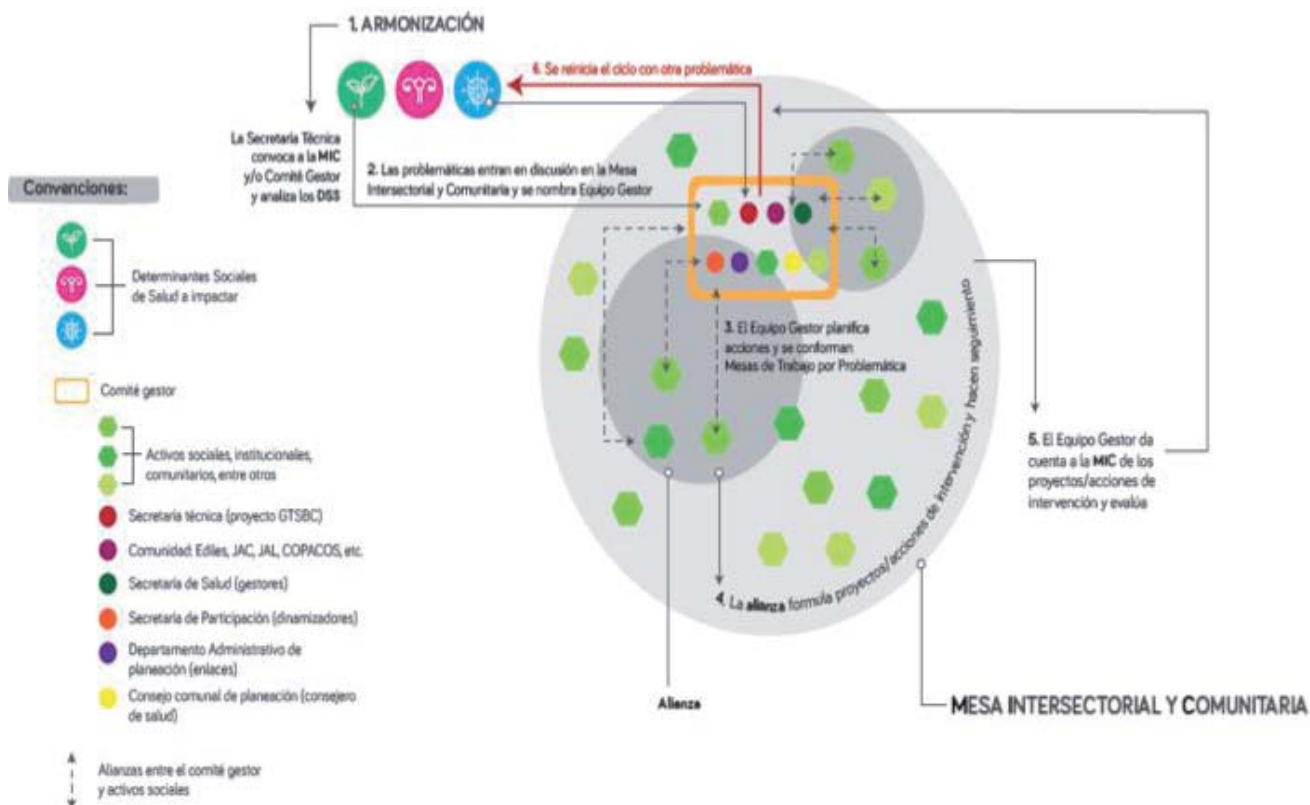 1. ARMONIZACIÓN
6. Se reinicia el ciclo con otra problemática
La Secretaría Técnica
convoca a la MIC
y/o Comité Gestor
y analiza los DSS
2. Las problemáticas entran en discusión en la Mesa
Intersectorial y Comunitaria y se nombra Equipo Gestor
Convenciones:
Determinantes Sociales
de Salud a impactar
Comité gestor
Activos sociales, institucionales,
comunitarios, entre otros
Secretaría técnica (proyecto GTSBC)
Comunidad: Ediles, JAC, JAL, COPACOS, etc.
Secretaría de Salud (gestores)
Secretaría de Participación (dinamizadores)
Departamento Administrativo de
planeación (enlaces)
Consejo comunal de planeación (consejero
de salud)
Alianzas entre el comité gestor
y activos sociales
3. El Equipo Gestor planifica
acciones y se conforman
Mesas de Trabajo por Problemática
4. La alianza formula proyectos/acciones de intervención y hacen seguimiento
5. El Equipo Gestor da
cuenta a la MIC de los
proyectos/acciones de
intervención y evalúa
Alianza
MESA INTERSECTORIAL Y COMUNITARIA